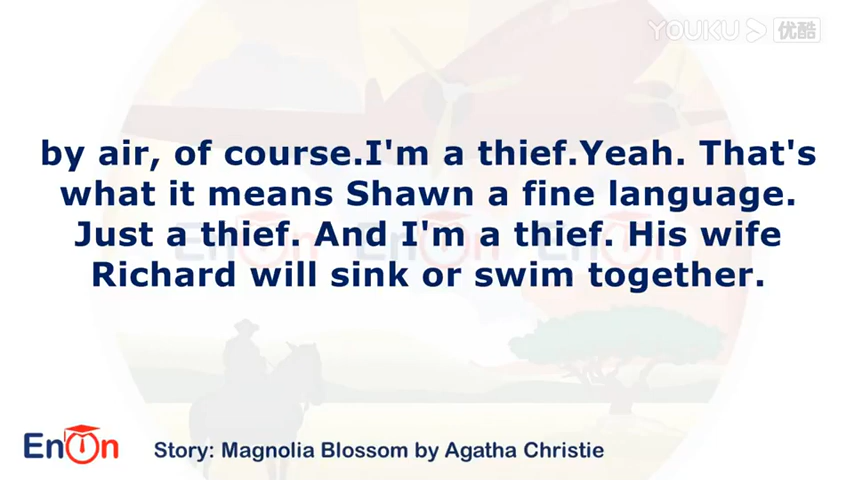 YOUKU 优酷
by air, of course.I'm a thief.Yeah. That's
what it means Shawn a fine language.
Just a thief. And I'm a thief. His wife
Richard will sink or swim together.
EnOn
Story: Magnolia Blossom by Agatha Christie